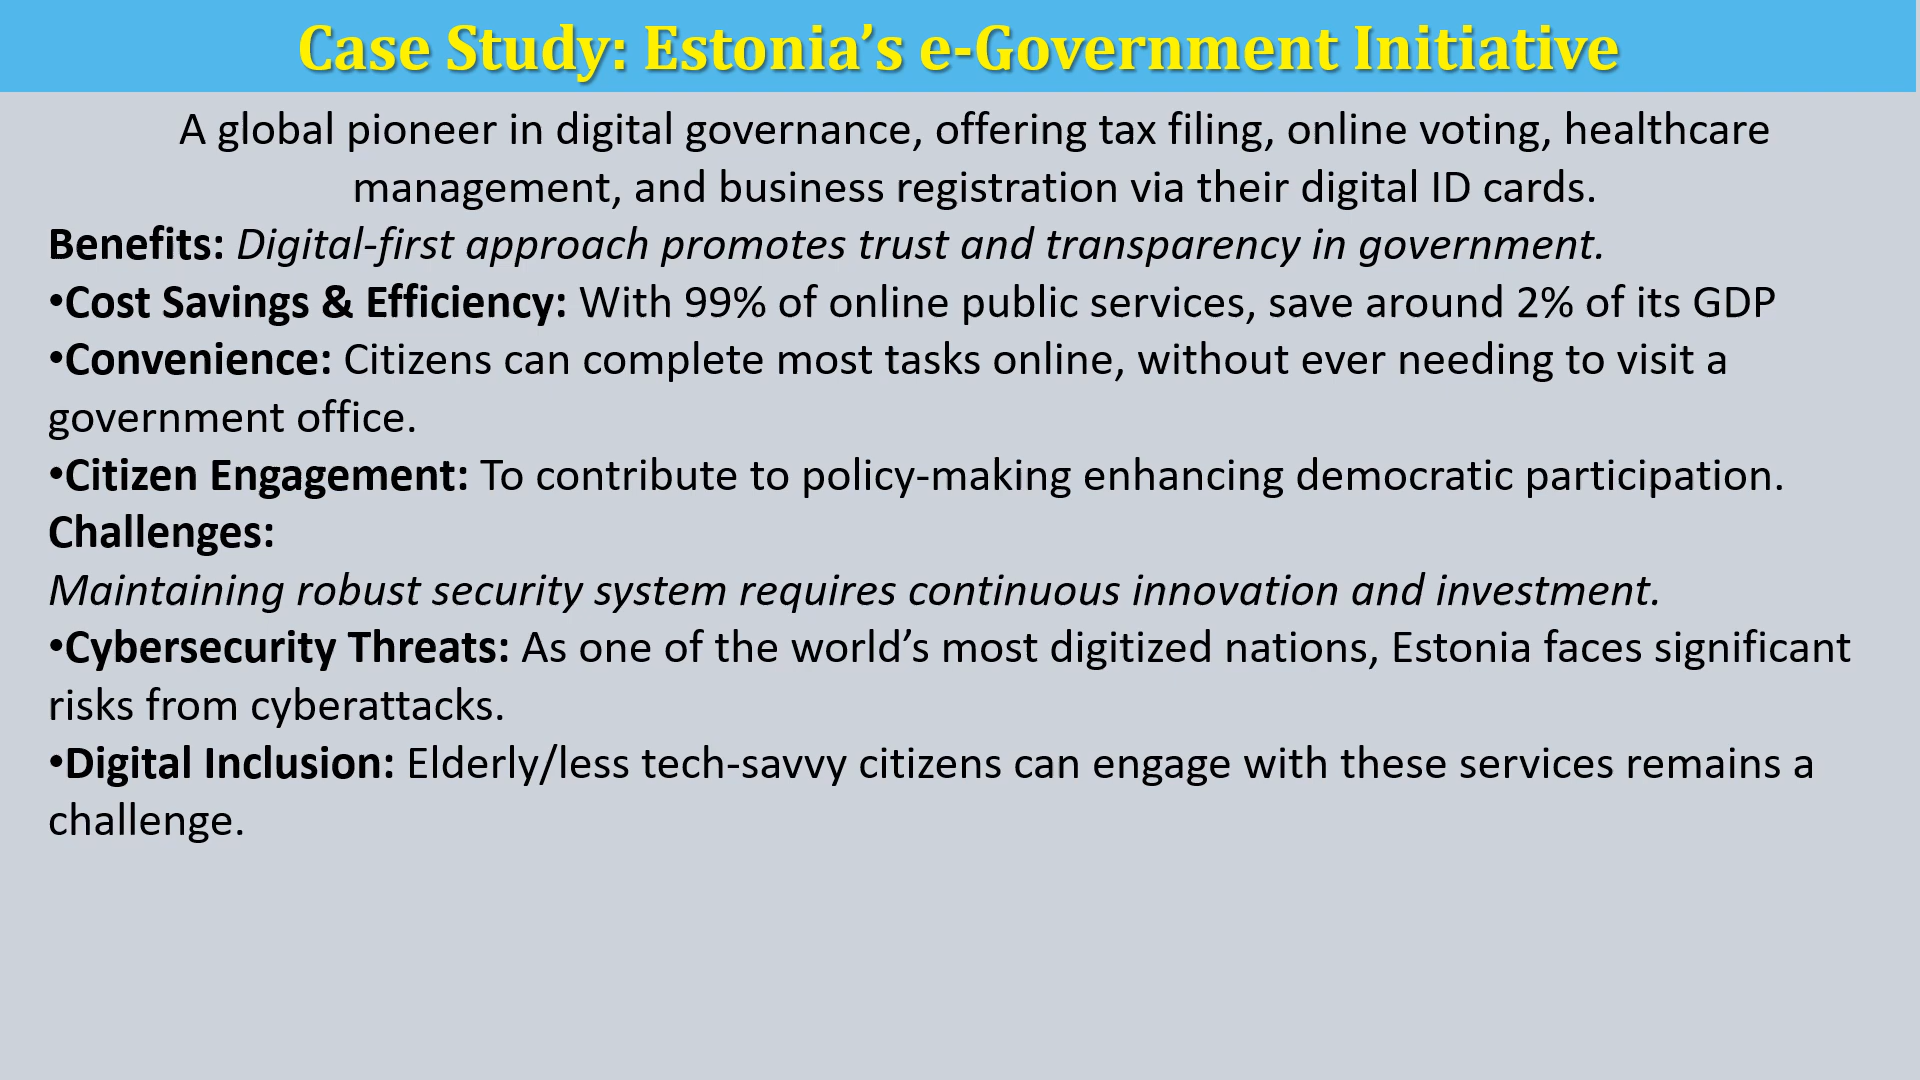 Case Study: Estonia’s e-Government Initiative
A global pioneer in digital governance, offering tax filing, online voting, healthcare
management, and business registration via their digital ID cards.
Benefits: Digital-first approach promotes trust and transparency in government.
•Cost Savings & Efficiency: With 99% of online public services, save around 2% of its GDP
•Convenience: Citizens can complete most tasks online, without ever needing to visit a
government office.
•Citizen Engagement: To contribute to policy-making enhancing democratic participation.
Challenges:
Maintaining robust security system requires continuous innovation and investment.
•Cybersecurity Threats: As one of the world’s most digitized nations, Estonia faces significant
risks from cyberattacks.
•Digital Inclusion: Elderly/less tech-savvy citizens can engage with these services remains a
challenge.